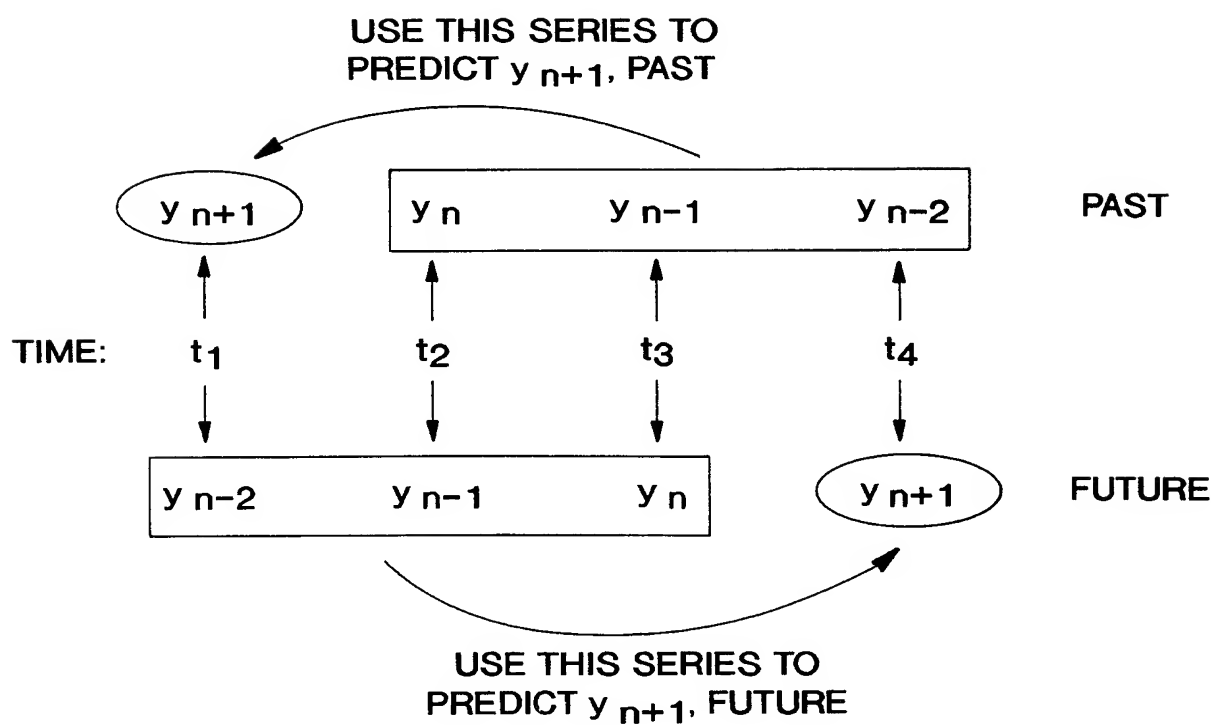 USE THIS SERIES TO
PREDICT y n+1, PAST
y n+1 y n y n-1 y n-2 PAST
TIME: t1 t2 t3 t4
y n-2 y n-1 y n y n+1 FUTURE
USE THIS SERIES TO
PREDICT y n+1, FUTURE